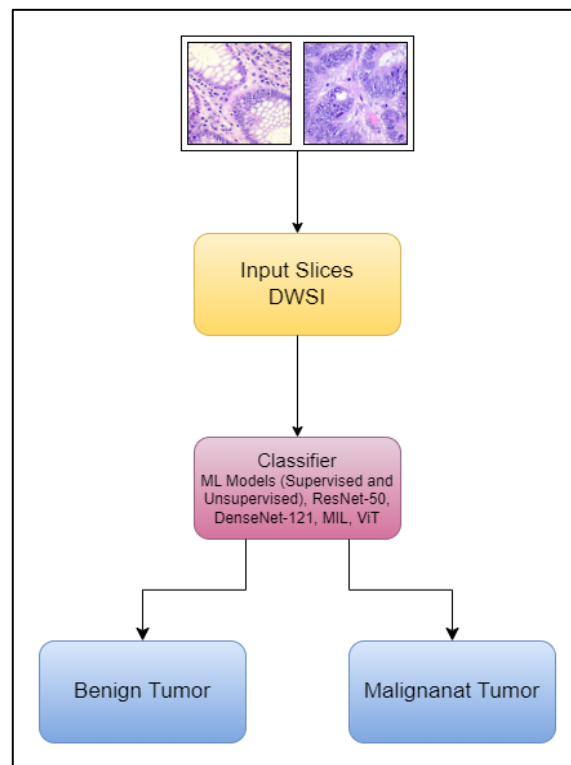 Input Slices
DWSI
Classifier
ML Models (Supervised and
Unsupervised), ResNet-50,
DenseNet-121, MIL, ViT
Benign Tumor
Malignanat Tumor